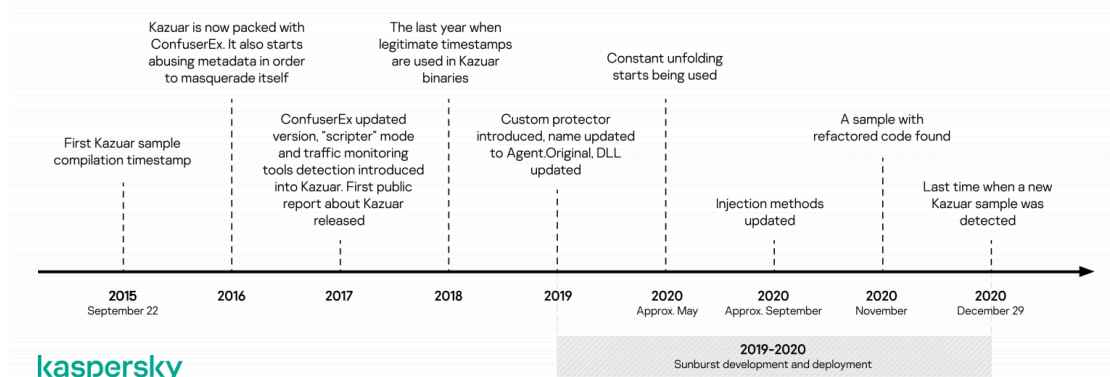 Kazuar is now packed with
ConfuserEx. It also starts
abusing metadata in order
to masquerade itself
The last year when
legitimate timestamps
are used in Kazuar
binaries
Constant unfolding
starts being used
First Kazuar sample
compilation timestamp
ConfuserEx updated
version, "scripter" mode
and traffic monitoring
tools detection introduced
into Kazuar. First public
report about Kazuar
released
Custom protector
introduced, name updated
to Agent.Original, DLL
updated
Injection methods
updated
A sample with
refactored code found
Last time when a new
Kazuar sample was
detected
2015
September 22
2016
2017
2018
2019
2020
Approx. May
2020
Approx. September
2020
November
2020
December 29
2019-2020
Sunburst development and deployment
kaspersky